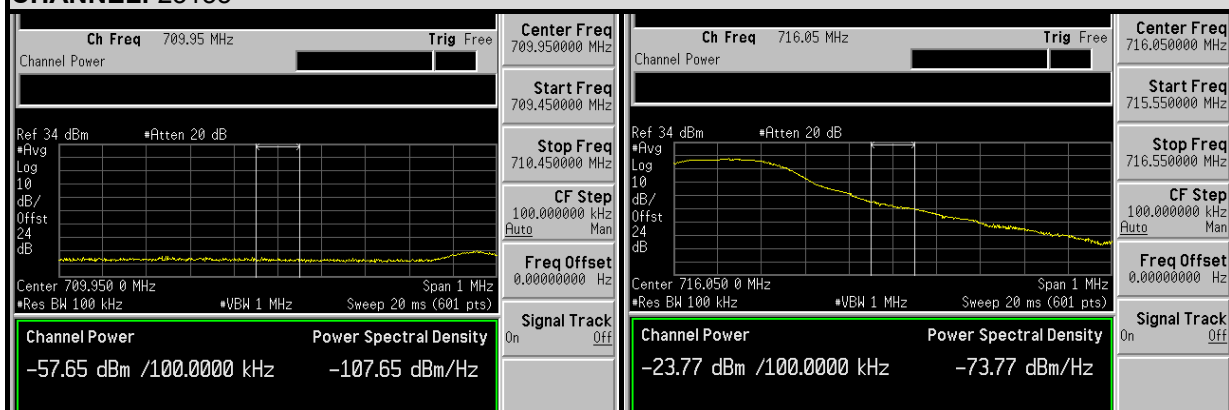 Ch Freq 709.95 MHz Trig Free
Channel Power
Ref 34 dBm #Atten 20 dB
#Avg
Log
10
dB/
Offst
24
dB
Center 709.950 0 MHz Span 1 MHz
#Res BW 100 kHz #VBW 1 MHz Sweep 20 ms (601 pts)
Channel Power Power Spectral Density
-57.65 dBm /100.0000 kHz -107.65 dBm/Hz
Center Freq
709.950000 MHz
Start Freq
709.450000 MHz
Stop Freq
710.450000 MHz
CF Step
100.000000 kHz
Auto Man
Freq Offset
0.00000000 Hz
Signal Track
On Off
Ch Freq 716.05 MHz Trig Free
Channel Power
Ref 34 dBm #Atten 20 dB
#Avg
Log
10
dB/
Offst
24
dB
Center 716.050 0 MHz Span 1 MHz
#Res BW 100 kHz #VBW 1 MHz Sweep 20 ms (601 pts)
Channel Power Power Spectral Density
-23.77 dBm /100.0000 kHz -73.77 dBm/Hz
Center Freq
716.050000 MHz
Start Freq
715.550000 MHz
Stop Freq
716.550000 MHz
CF Step
100.000000 kHz
Auto Man
Freq Offset
0.00000000 Hz
Signal Track
On Off